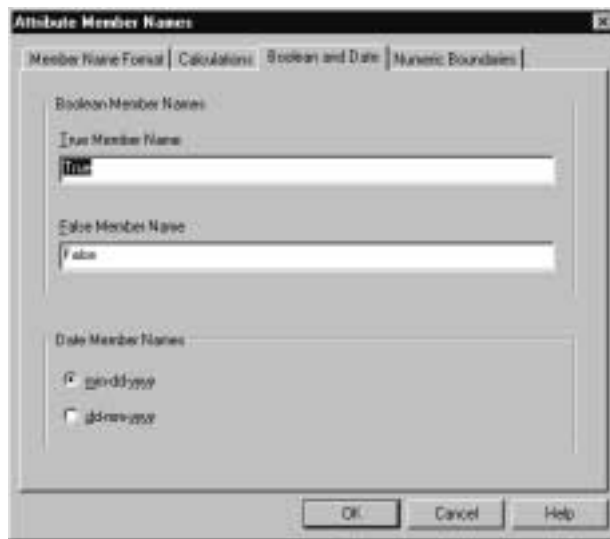 Attribute Member Names
Member Name Format Calculations Boolean and Date Numeric Boundaries
Boolean Member Names
True Member Name
True
False Member Name
False
Date Member Names
mm-dd-yyyy
dd-mm-yyyy
OK Cancel Help